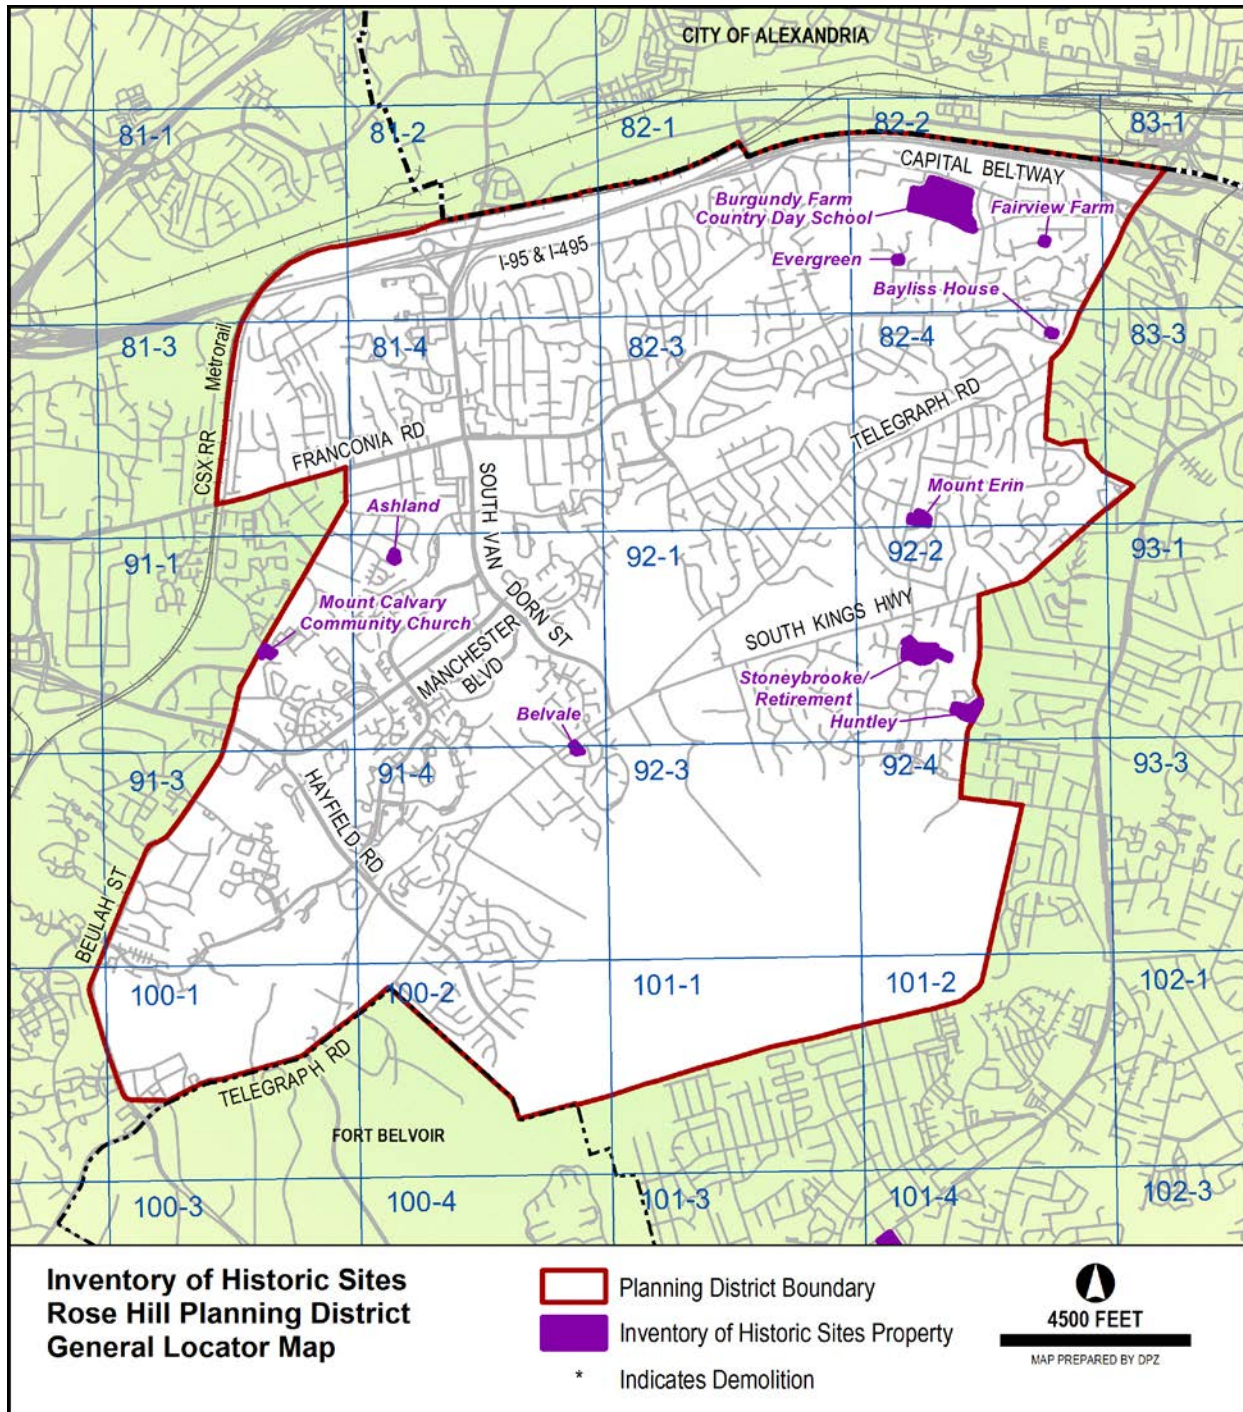 CITY OF ALEXANDRIA
81-1
81-2
82-1
82-2
83-1
CAPITAL BELTWAY
Burgundy Farm
Country Day School
Fairview Farm
Evergreen
I-95 & I-495
Bayliss House
Metrorail
81-3
81-4
82-3
82-4
83-3
TELEGRAPH RD
FRANCONIA RD
CSX RR
SOUTH VAN DORN ST
Ashland
Mount Erin
91-1
92-1
92-2
93-1
Mount Calvary
Community Church
MANCHESTER
BLVD
SOUTH KINGS HWY
Stoneybrooke/
Retirement
Huntley
Belvale
91-3
91-4
92-3
92-4
93-3
HAYFIELD RD
BEULAH ST
100-1
100-2
101-1
101-2
102-1
TELEGRAPH RD
FORT BELVOIR
100-3
100-4
101-3
101-4
102-3
Inventory of Historic Sites
Rose Hill Planning District
General Locator Map
Planning District Boundary
Inventory of Historic Sites Property
* Indicates Demolition
4500 FEET
MAP PREPARED BY DPZ